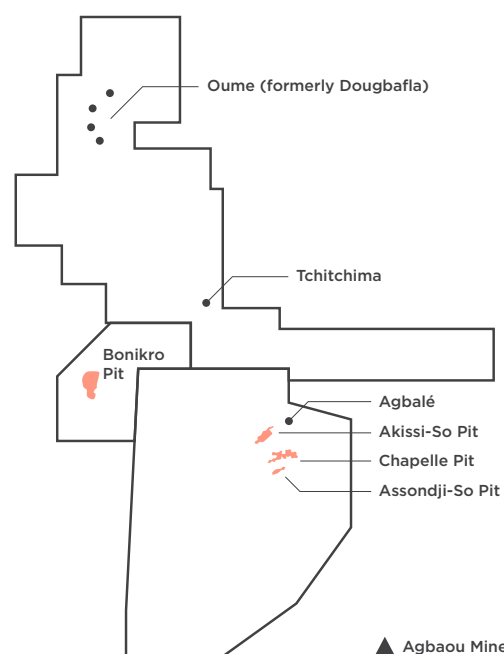 Oume (formerly Dougbafla)
Tchitchima
Bonikro
Pit
Agbalé
Akissi-So Pit
Chapelle Pit
Assondji-So Pit
Agbaou Mine